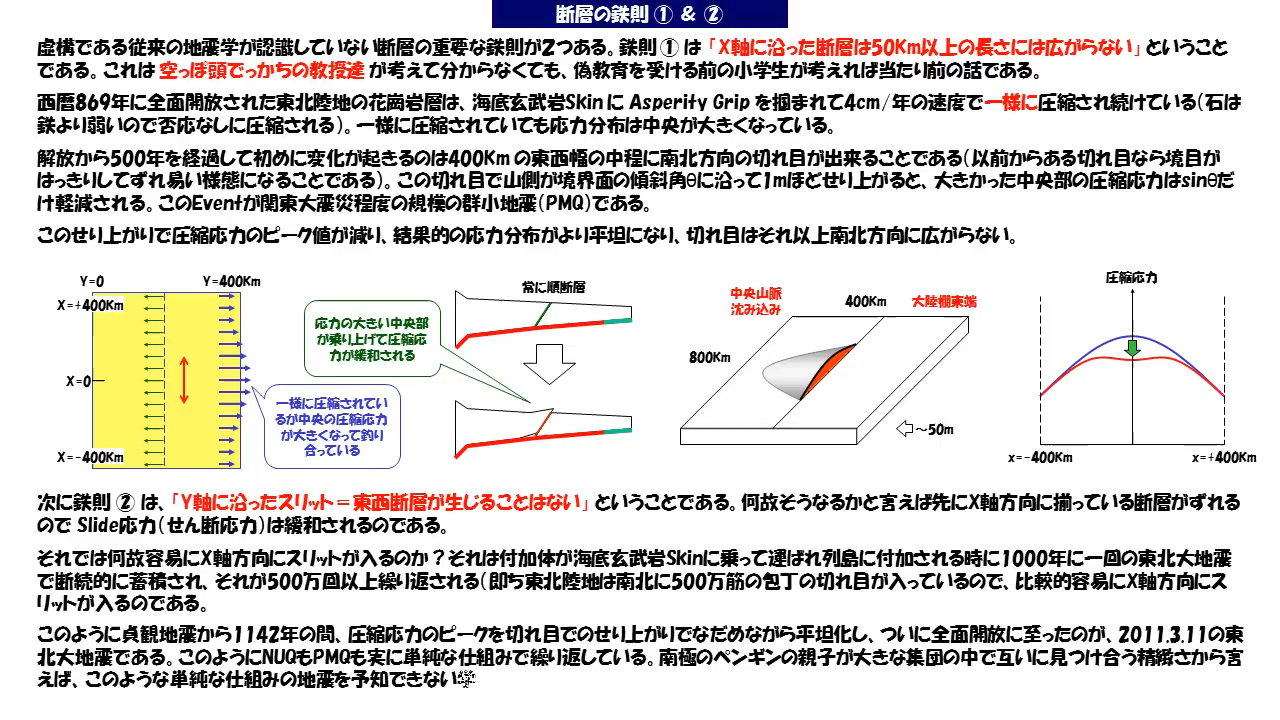 断層の鉄則 ① ＆ ②
虚構である従来の地震学が認識していない断層の重要な鉄則が2つある。鉄則 ① は 「X軸に沿った断層は50Km以上の長さには広がらない」 ということ
である。これは 空っぽ頭でっかちの教授達 が考えて分からなくても、偽教育を受ける前の小学生が考えれば当たり前の話である。
西暦869年に全面開放された東北陸地の花崗岩層は、海底玄武岩Skin に Asperity Grip を掴まれて4cm/年の速度で一様に圧縮され続けている（石は
鉄より弱いので否応なしに圧縮される）。一様に圧縮されていても応力分布は中央が大きくなっている。
解放から500年を経過して初めに変化が起きるのは400Km の東西幅の中程に南北方向の切れ目が出来ることである（以前からある切れ目なら境目が
はっきりしてずれ易い様態になることである）。この切れ目で山側が境界面の傾斜角θに沿って1mほどせり上がると、大きかった中央部の圧縮応力はsinθだ
け軽減される。このEventが関東大震災程度の規模の群小地震（PMQ）である。
このせり上がりで圧縮応力のピーク値が減り、結果的の応力分布がより平坦になり、切れ目はそれ以上南北方向に広がらない。
Y=0
Y=400Km
X=+400Km
X=0
X=-400Km
応力の大きい中央部
が乗り上げて圧縮応
力が緩和される
一様に圧縮されてい
るが中央の圧縮応力
が大きくなって釣り
合っている
常に順断層
中央山脈
沈み込み
400Km
大陸棚東端
800Km
～50m
圧縮応力
x=-400Km
x=+400Km
次に鉄則 ② は、「Y軸に沿ったスリット＝東西断層が生じることはない」 ということである。何故そうなるかと言えば先にX軸方向に揃っている断層がずれる
ので Slide応力（せん断応力）は緩和されるのである。
それでは何故容易にX軸方向にスリットが入るのか？それは付加体が海底玄武岩Skinに乗って運ばれ列島に付加される時に1000年に一回の東北大地震
で断続的に蓄積され、それが500万回以上繰り返される（即ち東北陸地は南北に500万筋の包丁の切れ目が入っているので、比較的容易にX軸方向にス
リットが入るのである。
このように貞観地震から1142年の間、圧縮応力のピークを切れ目でのせり上がりでなだめながら平坦化し、ついに全面開放に至ったのが、2011.3.11の東
北大地震である。このようにNUQもPMQも実に単純な仕組みで繰り返している。南極のペンギンの親子が大きな集団の中で互いに見つけ合う精緻さから言
えば、このような単純な仕組みの地震を予知できない